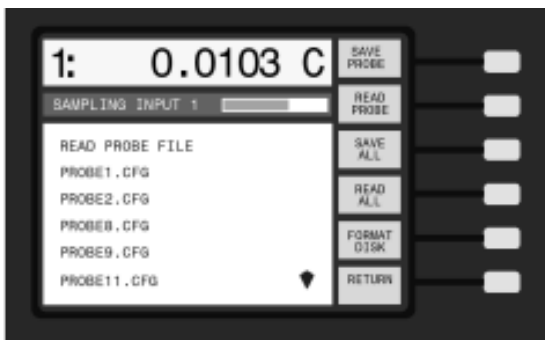 1: 0.0103 C
SAMPLING INPUT 1
READ PROBE FILE
PROBE1.CFG
PROBE2.CFG
PROBE8.CFG
PROBE9.CFG
PROBE11.CFG
SAVE
PROBE
READ
PROBE
SAVE
ALL
READ
ALL
FORMAT
DISK
RETURN